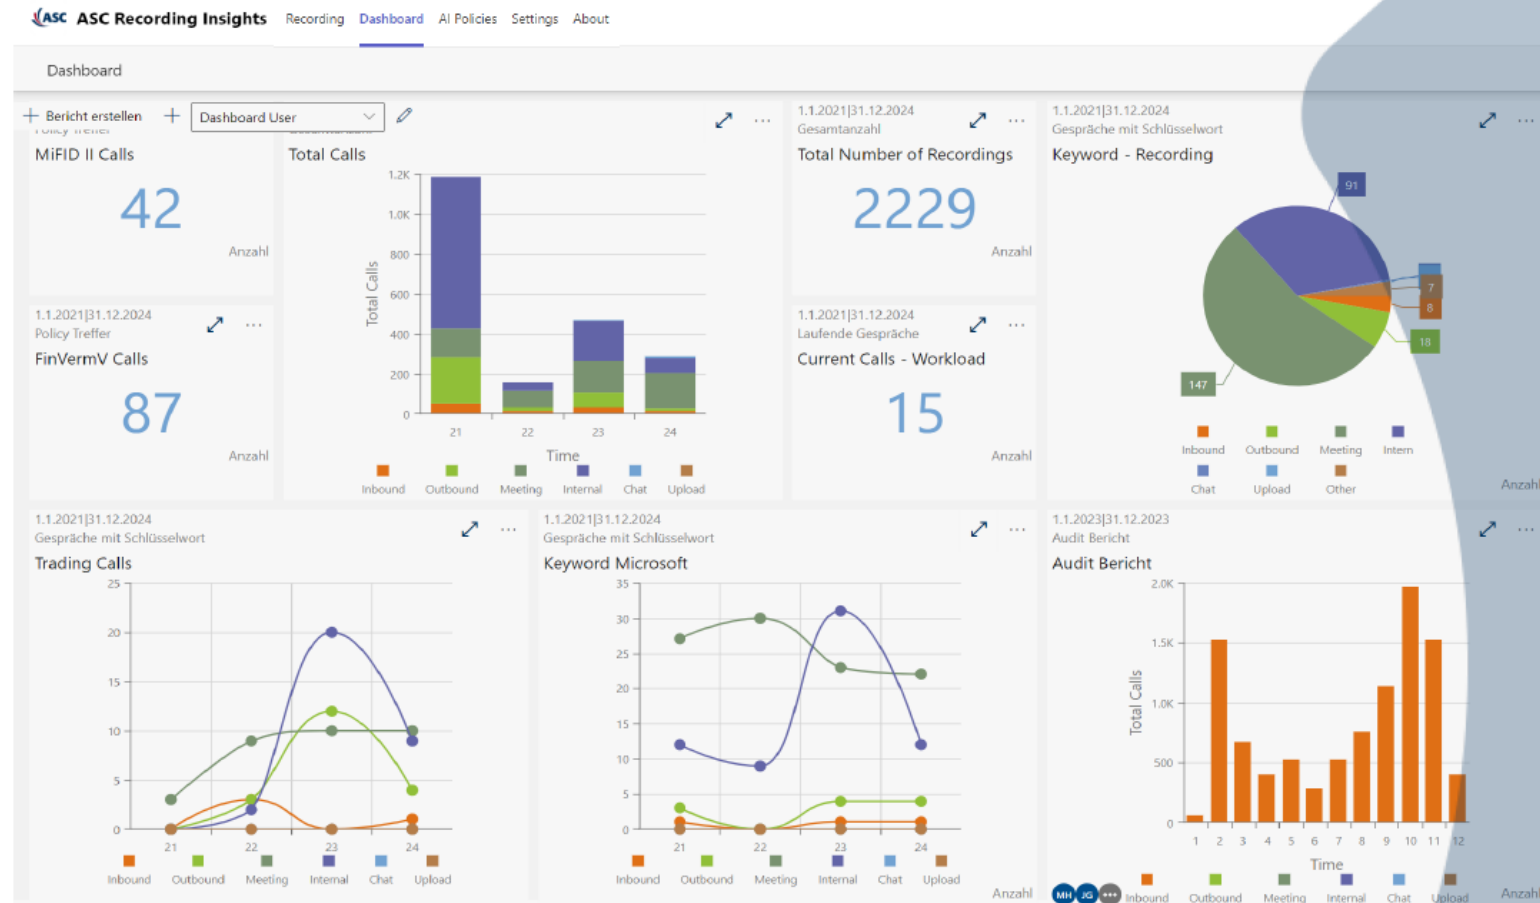 ASC ASC Recording Insights Recording Dashboard AI Policies Settings About
Dashboard
Bericht erstellen
Dashboard User
Policy Treffer
MiFID II Calls
42
Anzahl
Total Calls
1.2K
1.0K
800
600
400
200
0
Total Calls
21 22 23 24
Time
Inbound Outbound Meeting Internal Chat Upload
1.1.2021|31.12.2024
Gesamtanzahl
Total Number of Recordings
2229
Anzahl
1.1.2021|31.12.2024
Gespräche mit Schlüsselwort
Keyword - Recording
91
7
8
18
147
Inbound Outbound Meeting Intern
Chat Upload Other
Anzahl
1.1.2021|31.12.2024
Policy Treffer
FinVermV Calls
87
Anzahl
1.1.2021|31.12.2024
Laufende Gespräche
Current Calls - Workload
15
Anzahl
1.1.2021|31.12.2024
Gespräche mit Schlüsselwort
Trading Calls
25
20
15
10
5
0
21 22 23 24
Inbound Outbound Meeting Internal Chat Upload
1.1.2021|31.12.2024
Gespräche mit Schlüsselwort
Keyword Microsoft
35
30
25
20
15
10
5
0
21 22 23 24
Inbound Outbound Meeting Internal Chat Upload
Anzahl
1.1.2023|31.12.2023
Audit Bericht
Audit Bericht
2.0K
1.5K
1.0K
500
0
Total Calls
1 2 3 4 5 6 7 8 9 10 11 12
Time
MH JG
Inbound Outbound Meeting Internal Chat Upload
Anzahl